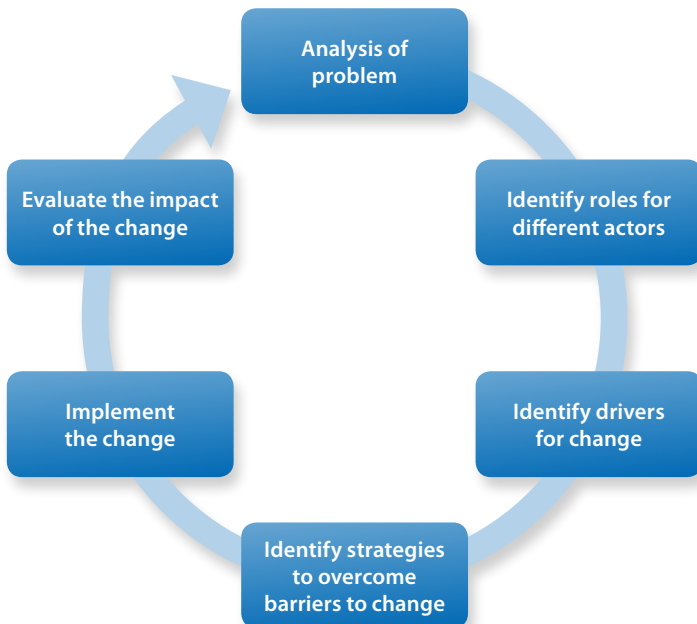 Analysis of
problem
Identify roles for
different actors
Identify drivers
for change
Identify strategies
to overcome
barriers to change
Implement
the change
Evaluate the impact
of the change